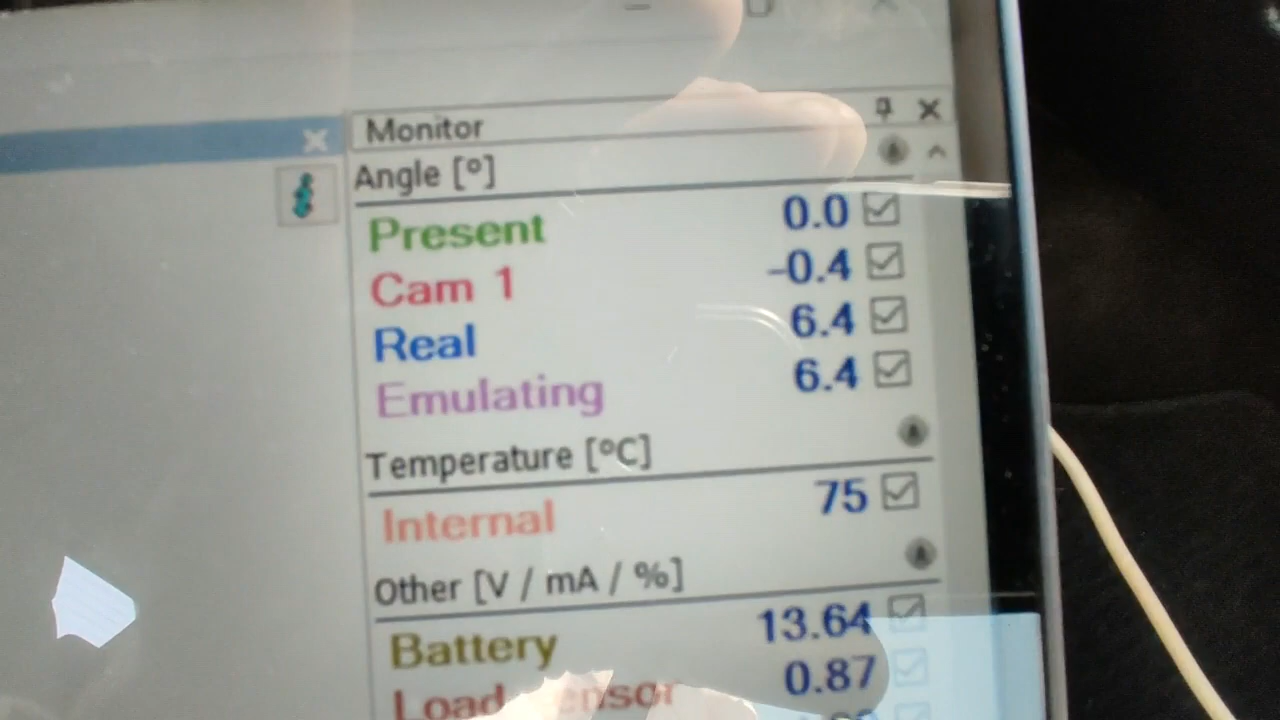 Monitor
Angle [°]
Present 0.0
Cam 1 -0.4
Real 6.4
Emulating 6.4
Temperature [°C]
Internal 75
Other [V / mA / %]
Battery 13.64
Load 0.87